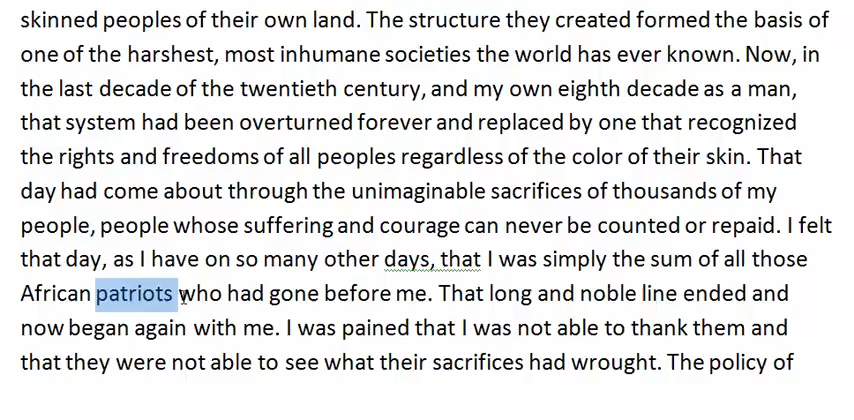 skinned peoples of their own land. The structure they created formed the basis of
one of the harshest, most inhumane societies the world has ever known. Now, in
the last decade of the twentieth century, and my own eighth decade as a man,
that system had been overturned forever and replaced by one that recognized
the rights and freedoms of all peoples regardless of the color of their skin. That
day had come about through the unimaginable sacrifices of thousands of my
people, people whose suffering and courage can never be counted or repaid. I felt
that day, as I have on so many other days, that I was simply the sum of all those
African patriots who had gone before me. That long and noble line ended and
now began again with me. I was pained that I was not able to thank them and
that they were not able to see what their sacrifices had wrought. The policy of